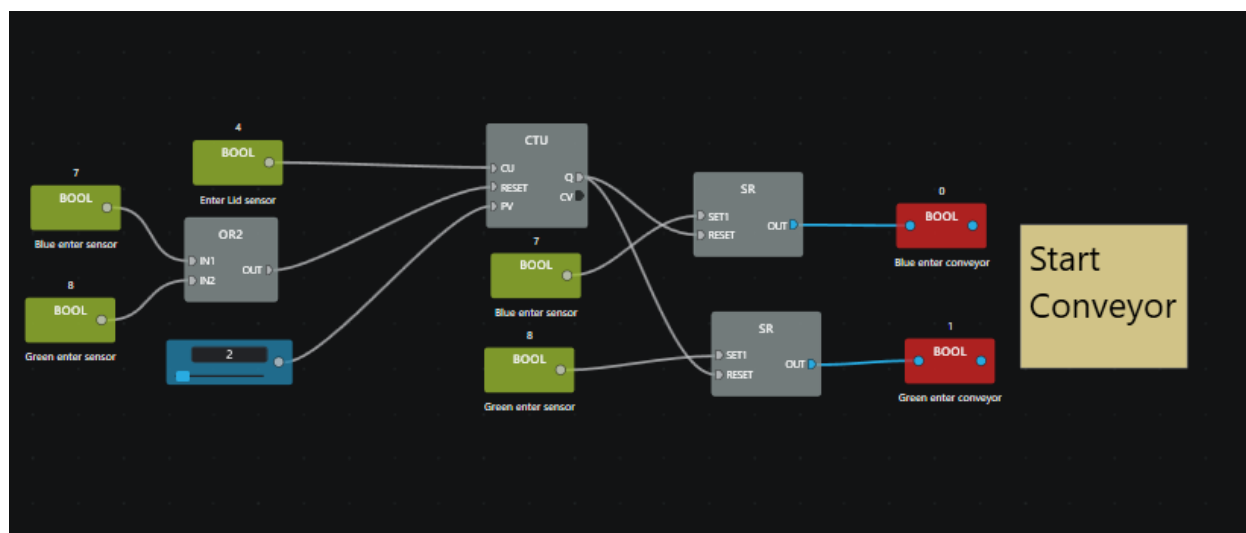 4
BOOL
Enter Lid sensor
7
BOOL
Blue enter sensor
8
BOOL
Green enter sensor
OR2
IN1
IN2
OUT
2
CTU
CU
RESET
PV
Q
CV
7
BOOL
Blue enter sensor
8
BOOL
Green enter sensor
SR
SET1
RESET
OUT
SR
SET1
RESET
OUT
0
BOOL
Blue enter conveyor
1
BOOL
Green enter conveyor
Start
Conveyor